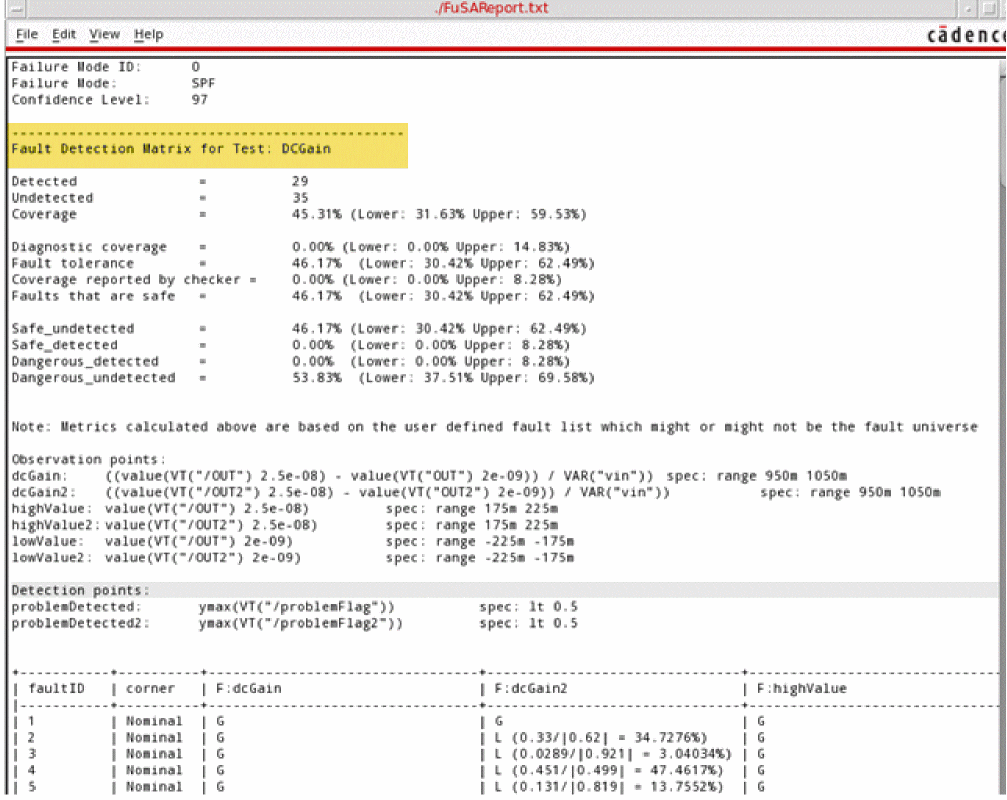 ./FuSAReport.txt
File Edit View Help
cādence
Failure Mode ID: 0
Failure Mode: SPF
Confidence Level: 97
------------------------------------------------
Fault Detection Matrix for Test: DCGain
Detected = 29
Undetected = 35
Coverage = 45.31% (Lower: 31.63% Upper: 59.53%)
Diagnostic coverage = 0.00% (Lower: 0.00% Upper: 14.83%)
Fault tolerance = 46.17% (Lower: 30.42% Upper: 62.49%)
Coverage reported by checker = 0.00% (Lower: 0.00% Upper: 8.28%)
Faults that are safe = 46.17% (Lower: 30.42% Upper: 62.49%)
Safe_undetected = 46.17% (Lower: 30.42% Upper: 62.49%)
Safe_detected = 0.00% (Lower: 0.00% Upper: 8.28%)
Dangerous_detected = 0.00% (Lower: 0.00% Upper: 8.28%)
Dangerous_undetected = 53.83% (Lower: 37.51% Upper: 69.58%)
Note: Metrics calculated above are based on the user defined fault list which might or might not be the fault universe
Observation points:
dcGain: ((value(VT("/OUT") 2.5e-08) - value(VT("OUT") 2e-09)) / VAR("vin")) spec: range 950m 1050m
dcGain2: ((value(VT("/OUT2") 2.5e-08) - value(VT("OUT2") 2e-09)) / VAR("vin")) spec: range 950m 1050m
highValue: value(VT("/OUT") 2.5e-08) spec: range 175m 225m
highValue2: value(VT("/OUT2") 2.5e-08) spec: range 175m 225m
lowValue: value(VT("/OUT") 2e-09) spec: range -225m -175m
lowValue2: value(VT("/OUT2") 2e-09) spec: range -225m -175m
Detection points:
problemDetected: ymax(VT("/problemFlag")) spec: lt 0.5
problemDetected2: ymax(VT("/problemFlag2")) spec: lt 0.5
| faultID | corner | F:dcGain | F:dcGain2 | F:highValue
| 1 | Nominal | G | G | G
| 2 | Nominal | G | L (0.33/|0.62| = 34.7276%) | G
| 3 | Nominal | G | L (0.0289/|0.921| = 3.04034%) | G
| 4 | Nominal | G | L (0.451/|0.499| = 47.4617%) | G
| 5 | Nominal | G | L (0.131/|0.819| = 13.7552%) | G